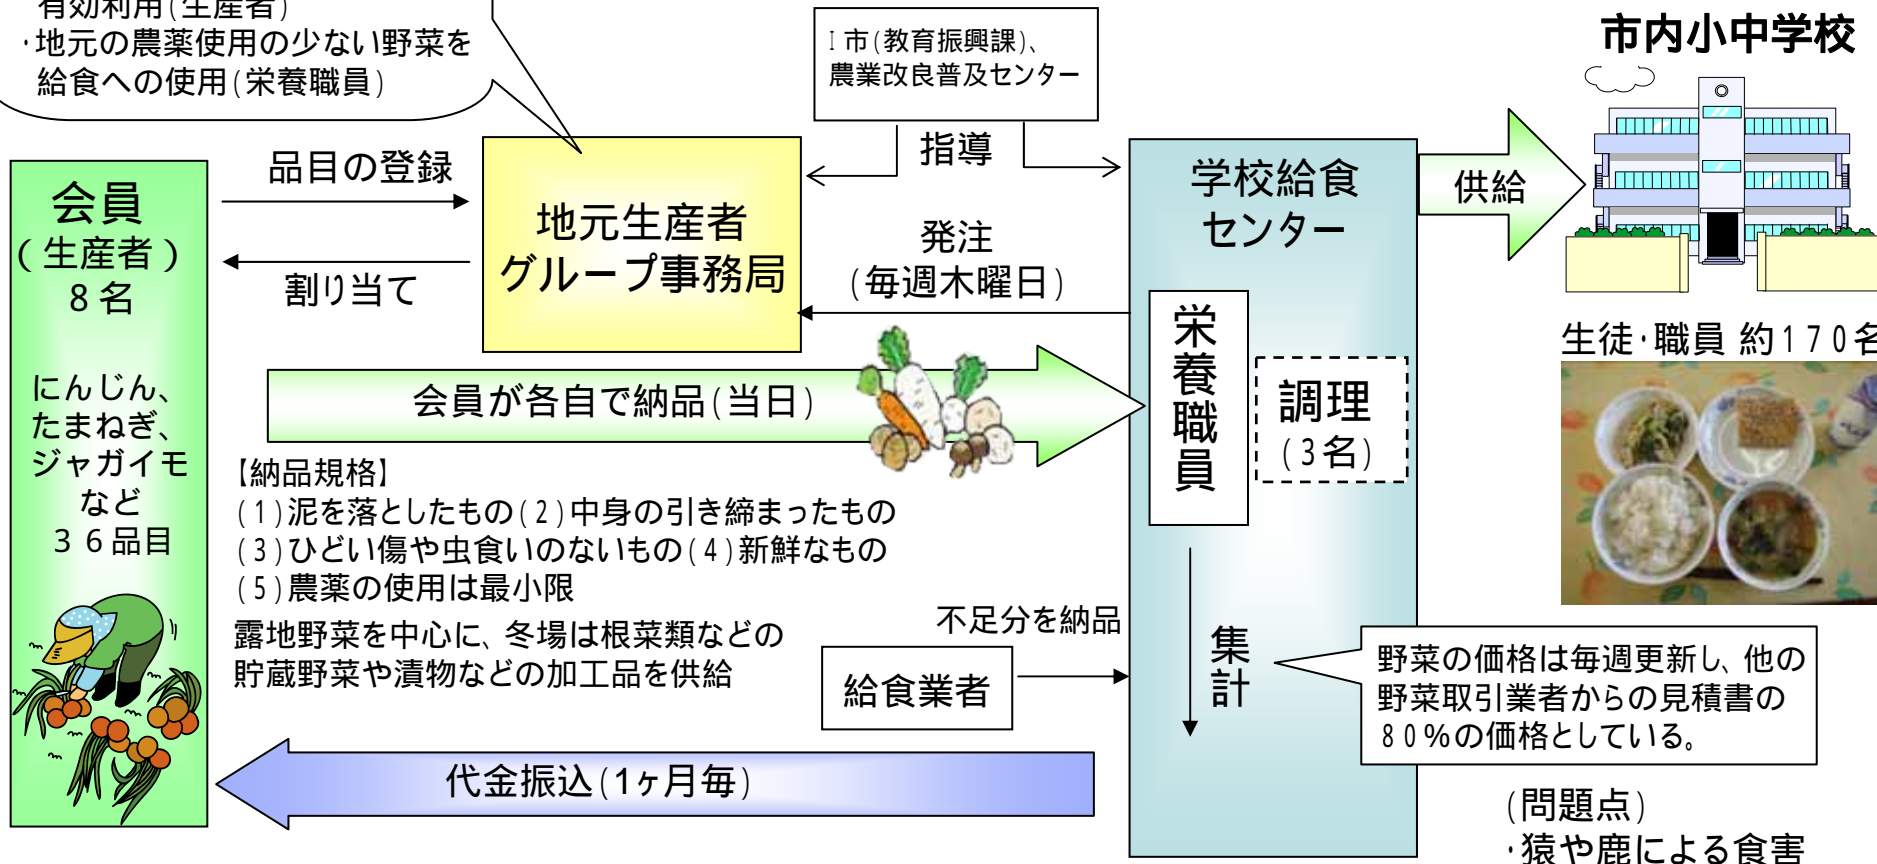 有効利用(生産者)
・地元の農薬使用の少ない野菜を
給食への使用(栄養職員)
I市(教育振興課)、
農業改良普及センター
市内小中学校
指導
会員
(生産者)
8名
にんじん、
たまねぎ、
ジャガイモ
など
36品目
品目の登録
割り当て
地元生産者
グループ事務局
発注
(毎週木曜日)
学校給食
センター
供給
栄養職員
調理
(3名)
生徒・職員 約170名
会員が各自で納品(当日)
【納品規格】
(1)泥を落としたもの(2)中身の引き締まったもの
(3)ひどい傷や虫食いのないもの(4)新鮮なもの
(5)農薬の使用は最小限
露地野菜を中心に、冬場は根菜類などの
貯蔵野菜や漬物などの加工品を供給
不足分を納品
給食業者
集計
野菜の価格は毎週更新し、他の
野菜取引業者からの見積書の
80%の価格としている。
代金振込(1ヶ月毎)
(問題点)
・猿や鹿による食害